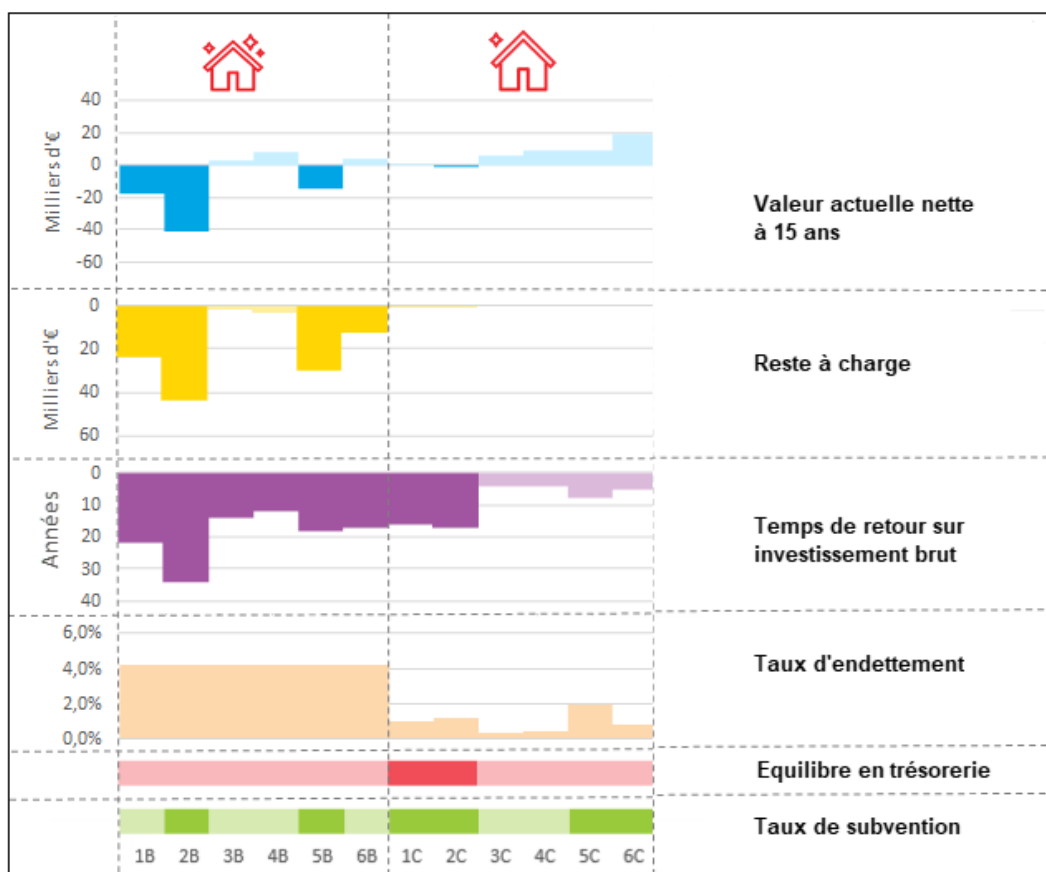 40
20
0
-20
-40
-60
Milliers d'€
Valeur actuelle nette
à 15 ans
0
20
40
60
Milliers d'€
Reste à charge
0
10
20
30
40
Années
Temps de retour sur
investissement brut
6,0%
4,0%
2,0%
0,0%
Taux d'endettement
Equilibre en trésorerie
Taux de subvention
1B 2B 3B 4B 5B 6B 1C 2C 3C 4C 5C 6C